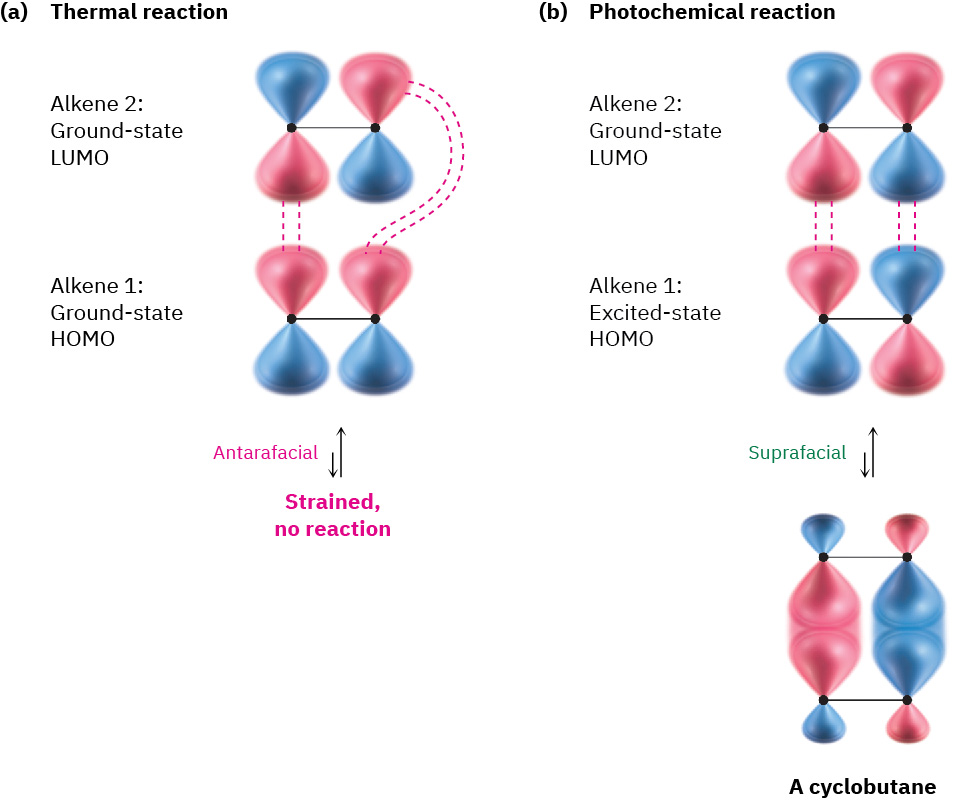 (a) Thermal reaction
Alkene 2:
Ground-state
LUMO
Alkene 1:
Ground-state
HOMO
Antarafacial
Strained,
no reaction
(b) Photochemical reaction
Alkene 2:
Ground-state
LUMO
Alkene 1:
Excited-state
HOMO
Suprafacial
A cyclobutane